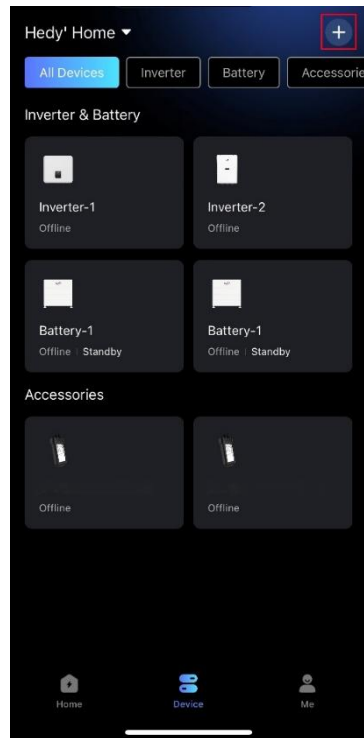 Hedy' Home
All Devices Inverter Battery Accessorie
Inverter & Battery
Inverter-1 Inverter-2
Offline Offline
Battery-1 Battery-1
Offline | Standby Offline | Standby
Accessories
Offline Offline
Home Device Me